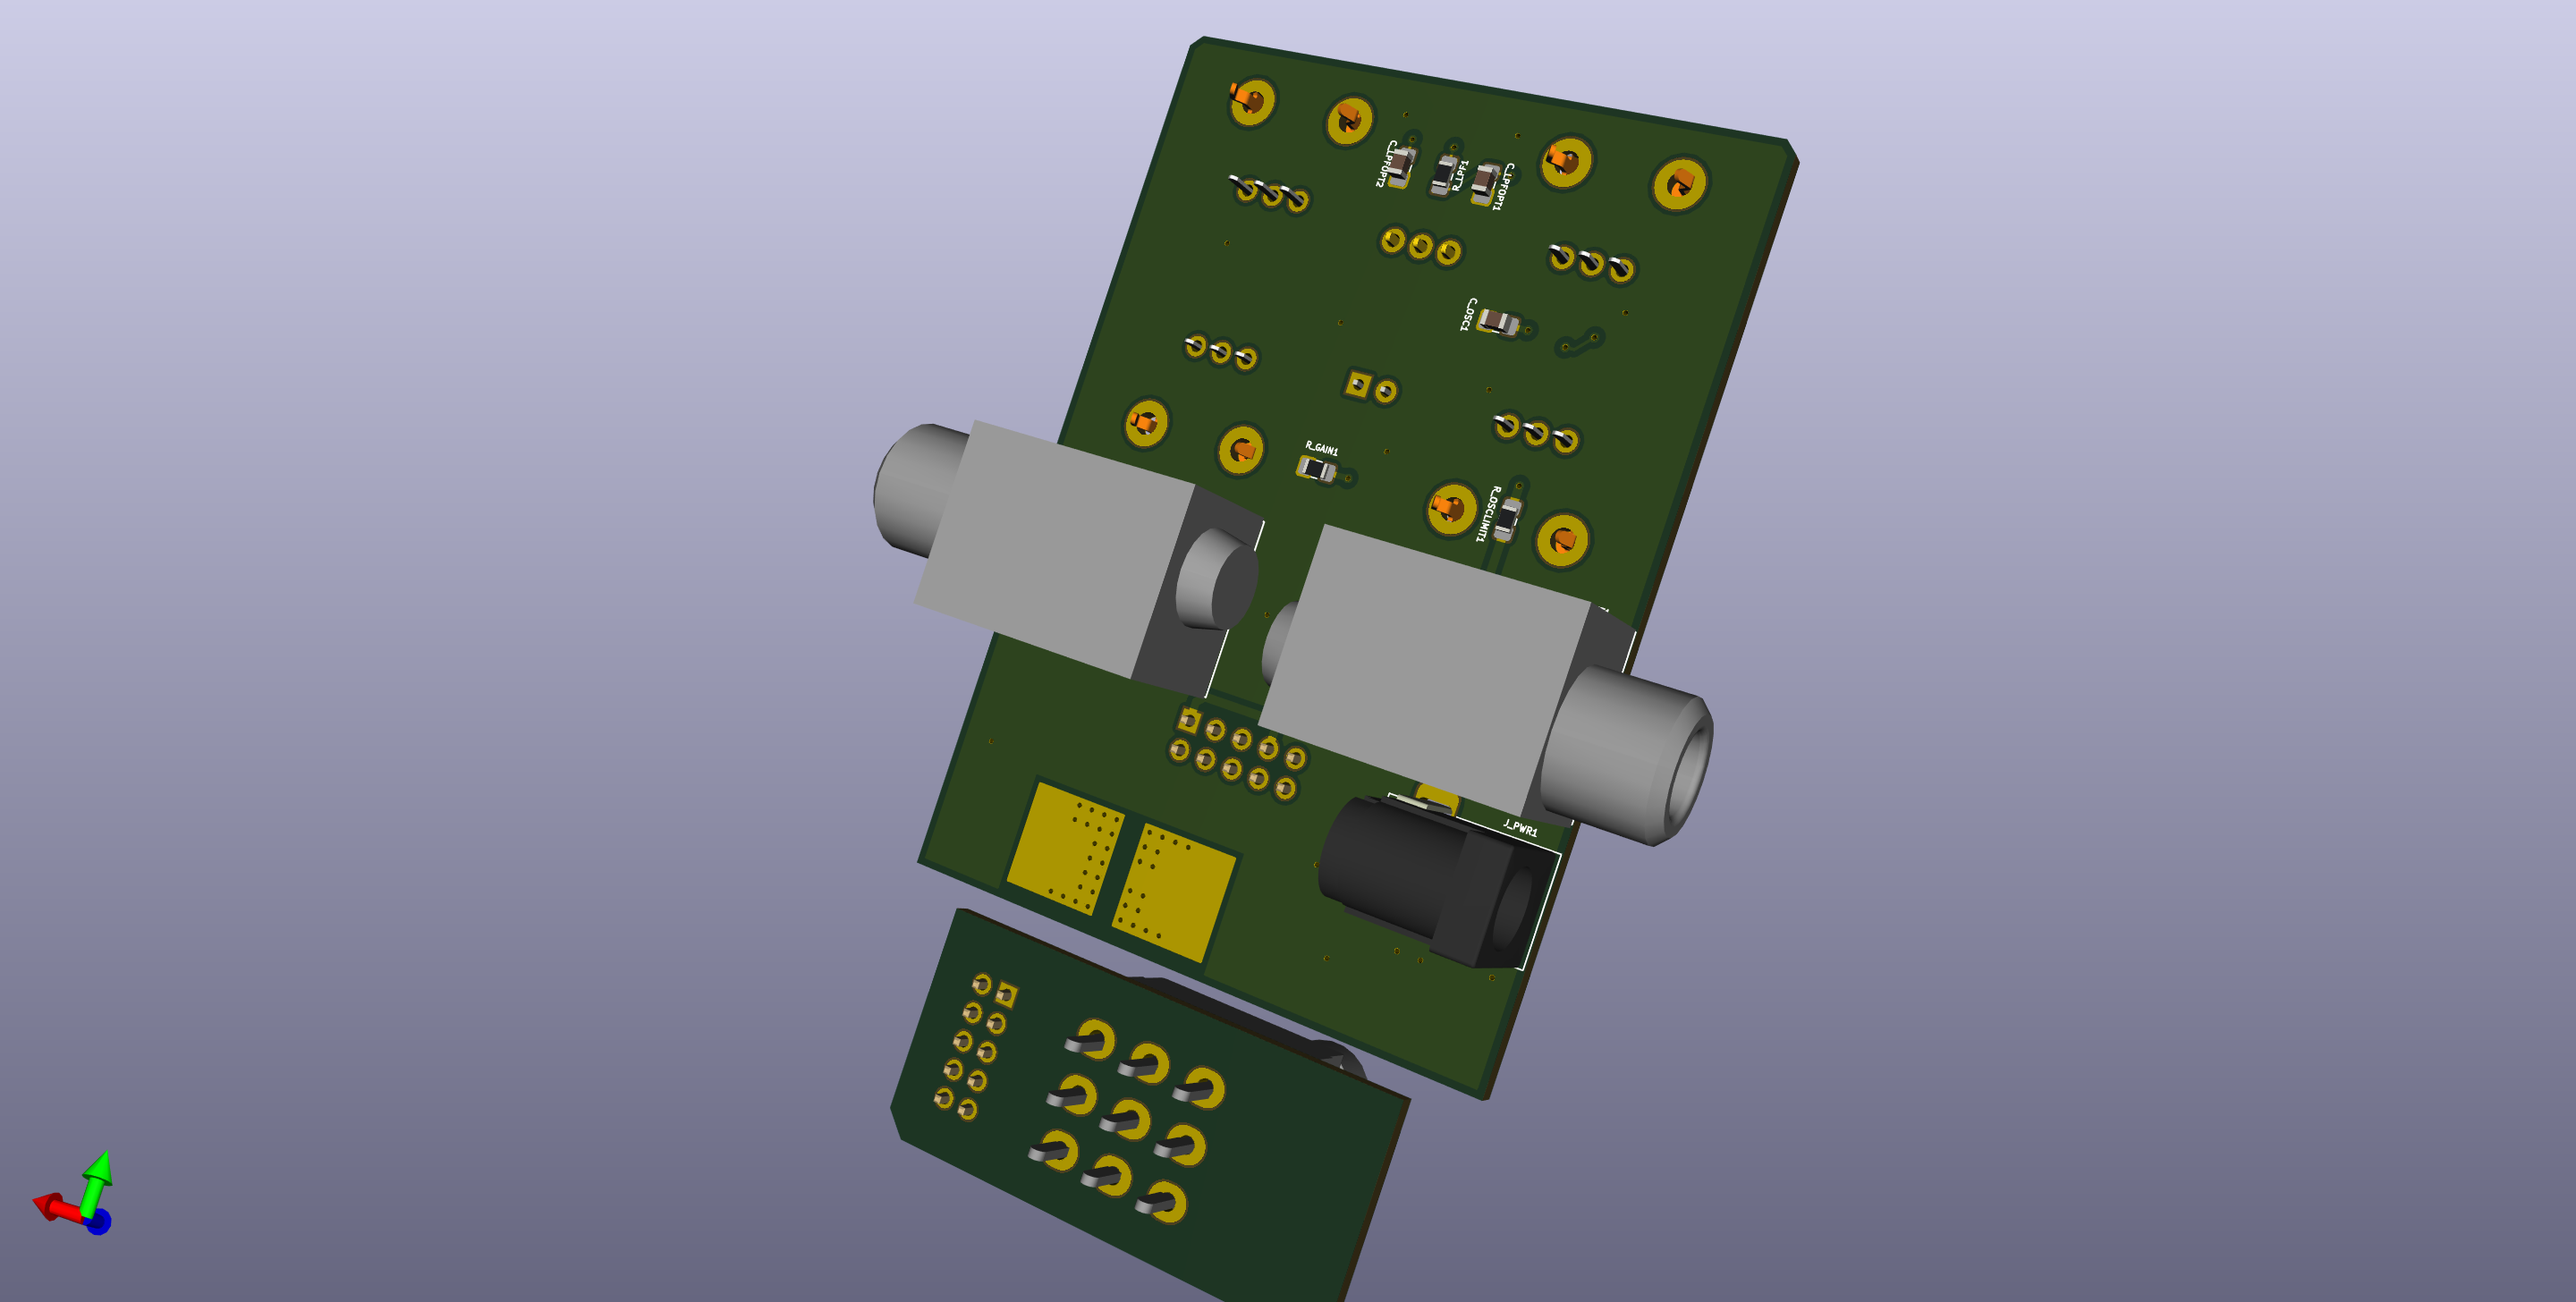 C_LPFOPT2
R_LPF1
C_LPFOPT1
C_OSC1
R_GAIN1
R_OSCLIMIT1
J_PWR1